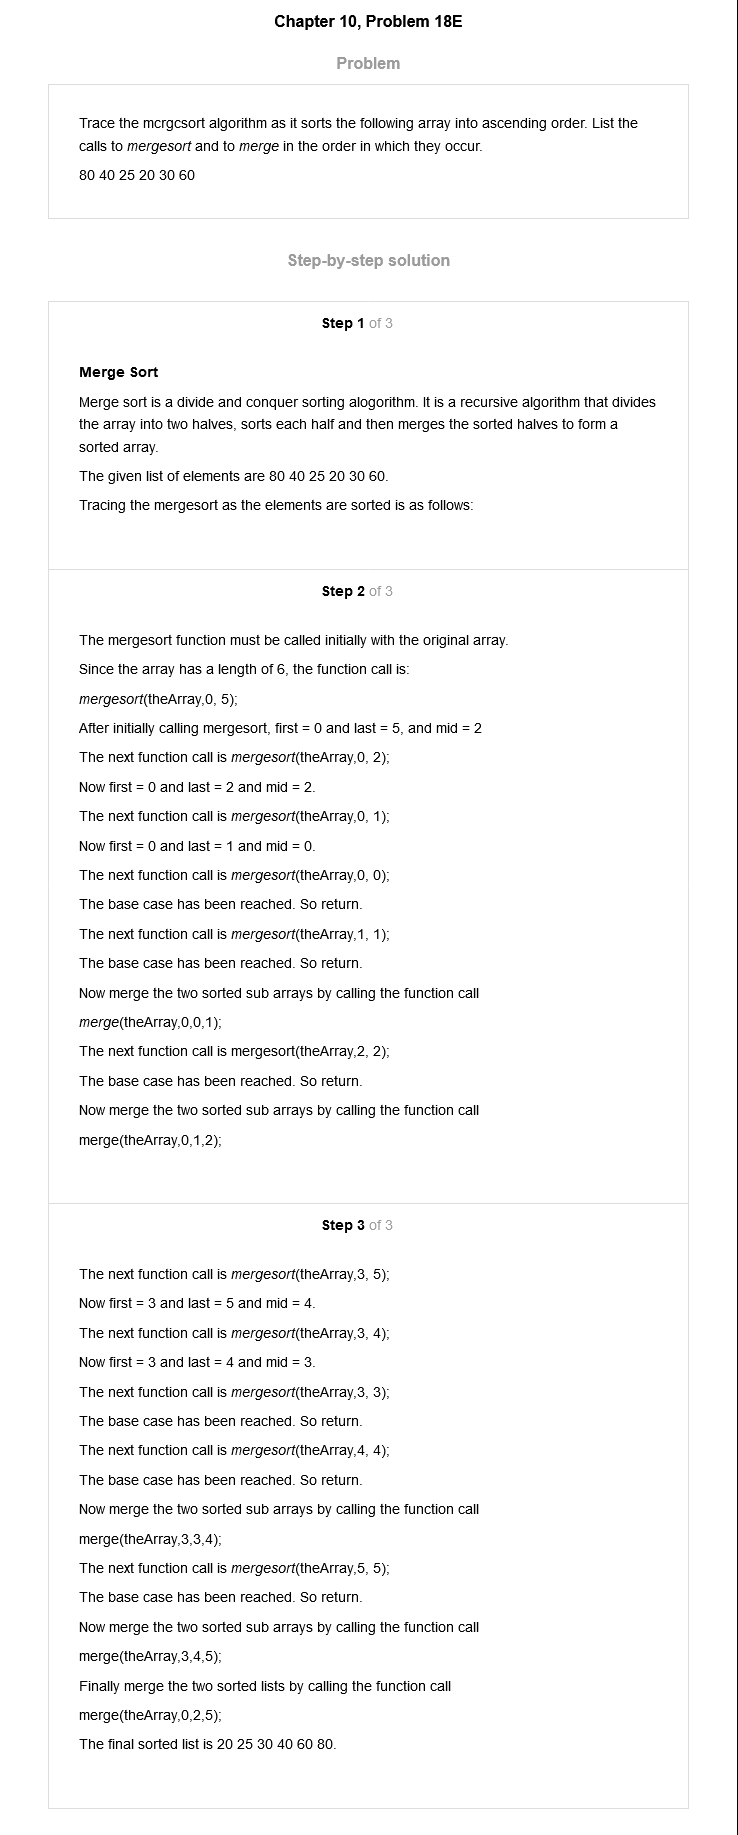 Chapter 10, Problem 18E
Problem
Trace the mcrgcsort algorithm as it sorts the following array into ascending order. List the
calls to mergesort and to merge in the order in which they occur.
80 40 25 20 30 60
Step-by-step solution
Step 1 of 3
Merge Sort
Merge sort is a divide and conquer sorting alogorithm. It is a recursive algorithm that divides
the array into two halves, sorts each half and then merges the sorted halves to form a
sorted array.
The given list of elements are 80 40 25 20 30 60.
Tracing the mergesort as the elements are sorted is as follows:
Step 2 of 3
The mergesort function must be called initially with the original array.
Since the array has a length of 6, the function call is:
mergesort(theArray,0, 5);
After initially calling mergesort, first = 0 and last = 5, and mid = 2
The next function call is mergesort(theArray,0, 2);
Now first = 0 and last = 2 and mid = 2.
The next function call is mergesort(theArray,0, 1);
Now first = 0 and last = 1 and mid = 0.
The next function call is mergesort(theArray,0, 0);
The base case has been reached. So return.
The next function call is mergesort(theArray,1, 1);
The base case has been reached. So return.
Now merge the two sorted sub arrays by calling the function call
merge(theArray,0,0,1);
The next function call is mergesort(theArray,2, 2);
The base case has been reached. So return.
Now merge the two sorted sub arrays by calling the function call
merge(theArray,0,1,2);
Step 3 of 3
The next function call is mergesort(theArray,3, 5);
Now first = 3 and last = 5 and mid = 4.
The next function call is mergesort(theArray,3, 4);
Now first = 3 and last = 4 and mid = 3.
The next function call is mergesort(theArray,3, 3);
The base case has been reached. So return.
The next function call is mergesort(theArray,4, 4);
The base case has been reached. So return.
Now merge the two sorted sub arrays by calling the function call
merge(theArray,3,3,4);
The next function call is mergesort(theArray,5, 5);
The base case has been reached. So return.
Now merge the two sorted sub arrays by calling the function call
merge(theArray,3,4,5);
Finally merge the two sorted lists by calling the function call
merge(theArray,0,2,5);
The final sorted list is 20 25 30 40 60 80.